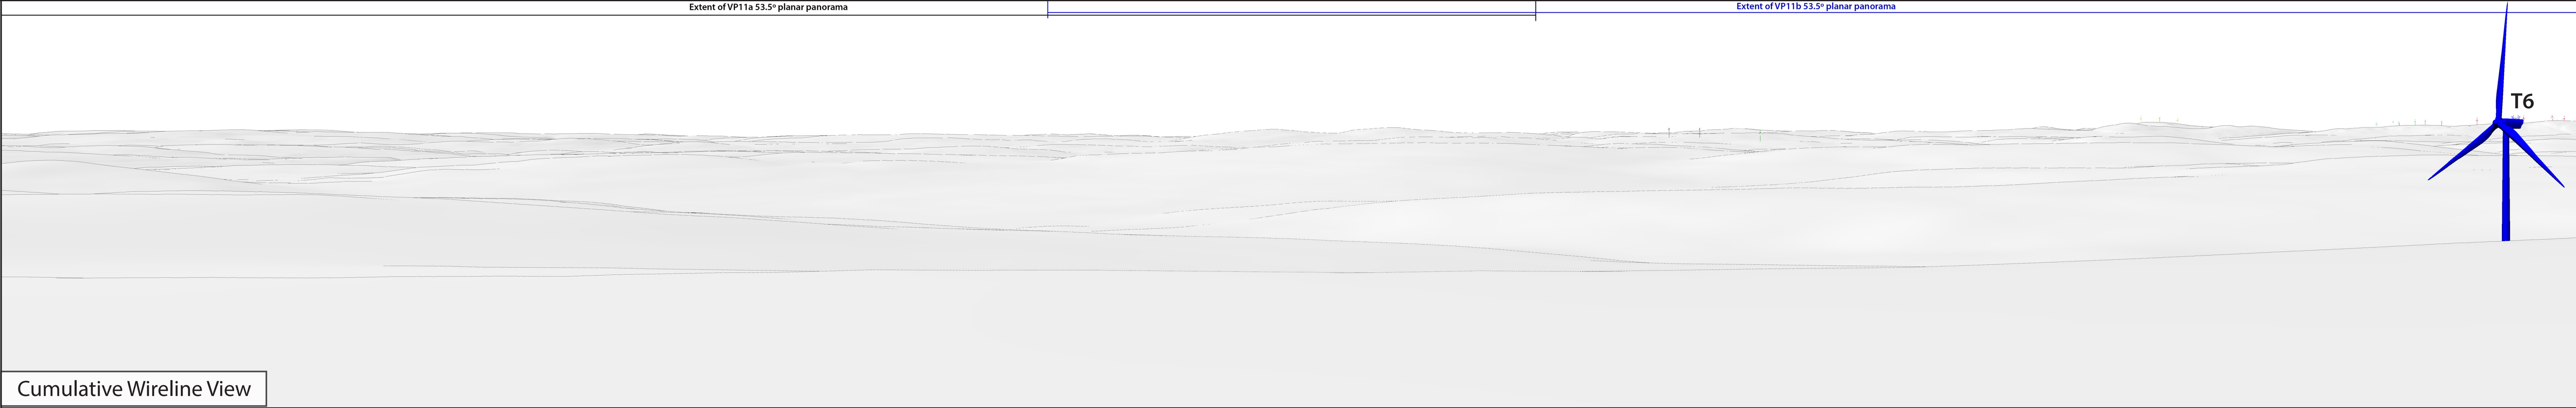 Extent of VP11a 53.5º planar panorama
Extent of VP11b 53.5º planar panorama
T6
Cumulative Wireline View